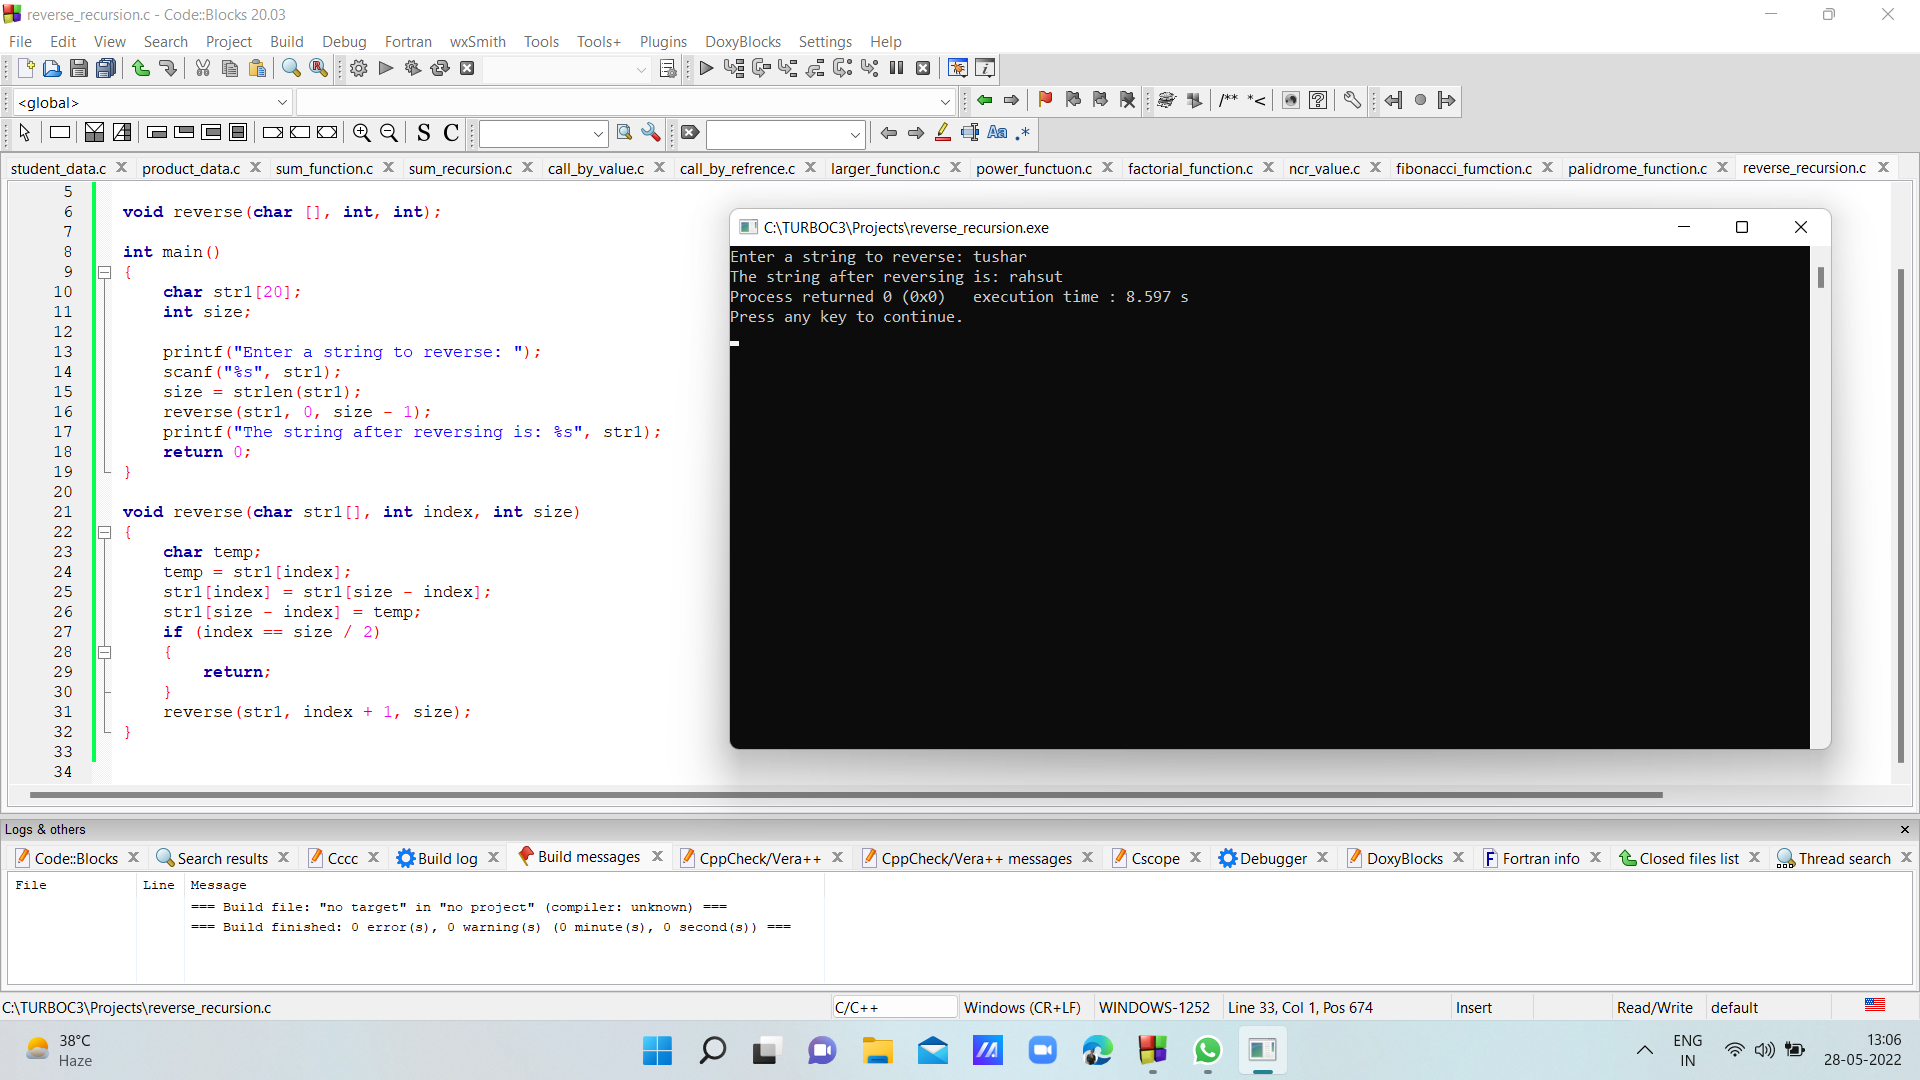 reverse_recursion.c - Code::Blocks 20.03
File Edit View Search Project Build Debug Fortran wxSmith Tools Tools+ Plugins DoxyBlocks Settings Help
<global>
/** *<
S C
Aa .*
student_data.c product_data.c sum_function.c sum_recursion.c call_by_value.c call_by_refrence.c larger_function.c power_functuon.c factorial_function.c ncr_value.c fibonacci_fumction.c palidrome_function.c reverse_recursion.c
5
6 void reverse(char [], int, int);
7
8 int main()
9 {
10 char str1[20];
11 int size;
12
13 printf("Enter a string to reverse: ");
14 scanf("%s", str1);
15 size = strlen(str1);
16 reverse(str1, 0, size - 1);
17 printf("The string after reversing is: %s", str1);
18 return 0;
19 }
20
21 void reverse(char str1[], int index, int size)
22 {
23 char temp;
24 temp = str1[index];
25 str1[index] = str1[size - index];
26 str1[size - index] = temp;
27 if (index == size / 2)
28 {
29 return;
30 }
31 reverse(str1, index + 1, size);
32 }
33
34
C:\TURBOC3\Projects\reverse_recursion.exe
Enter a string to reverse: tushar
The string after reversing is: rahsut
Process returned 0 (0x0) execution time : 8.597 s
Press any key to continue.
Logs & others
Code::Blocks Search results Cccc Build log Build messages CppCheck/Vera++ CppCheck/Vera++ messages Cscope Debugger DoxyBlocks Fortran info Closed files list Thread search
File Line Message
=== Build file: "no target" in "no project" (compiler: unknown) ===
=== Build finished: 0 error(s), 0 warning(s) (0 minute(s), 0 second(s)) ===
C:\TURBOC3\Projects\reverse_recursion.c C/C++ Windows (CR+LF) WINDOWS-1252 Line 33, Col 1, Pos 674 Insert Read/Write default
38°C
Haze
ENG
IN
13:06
28-05-2022